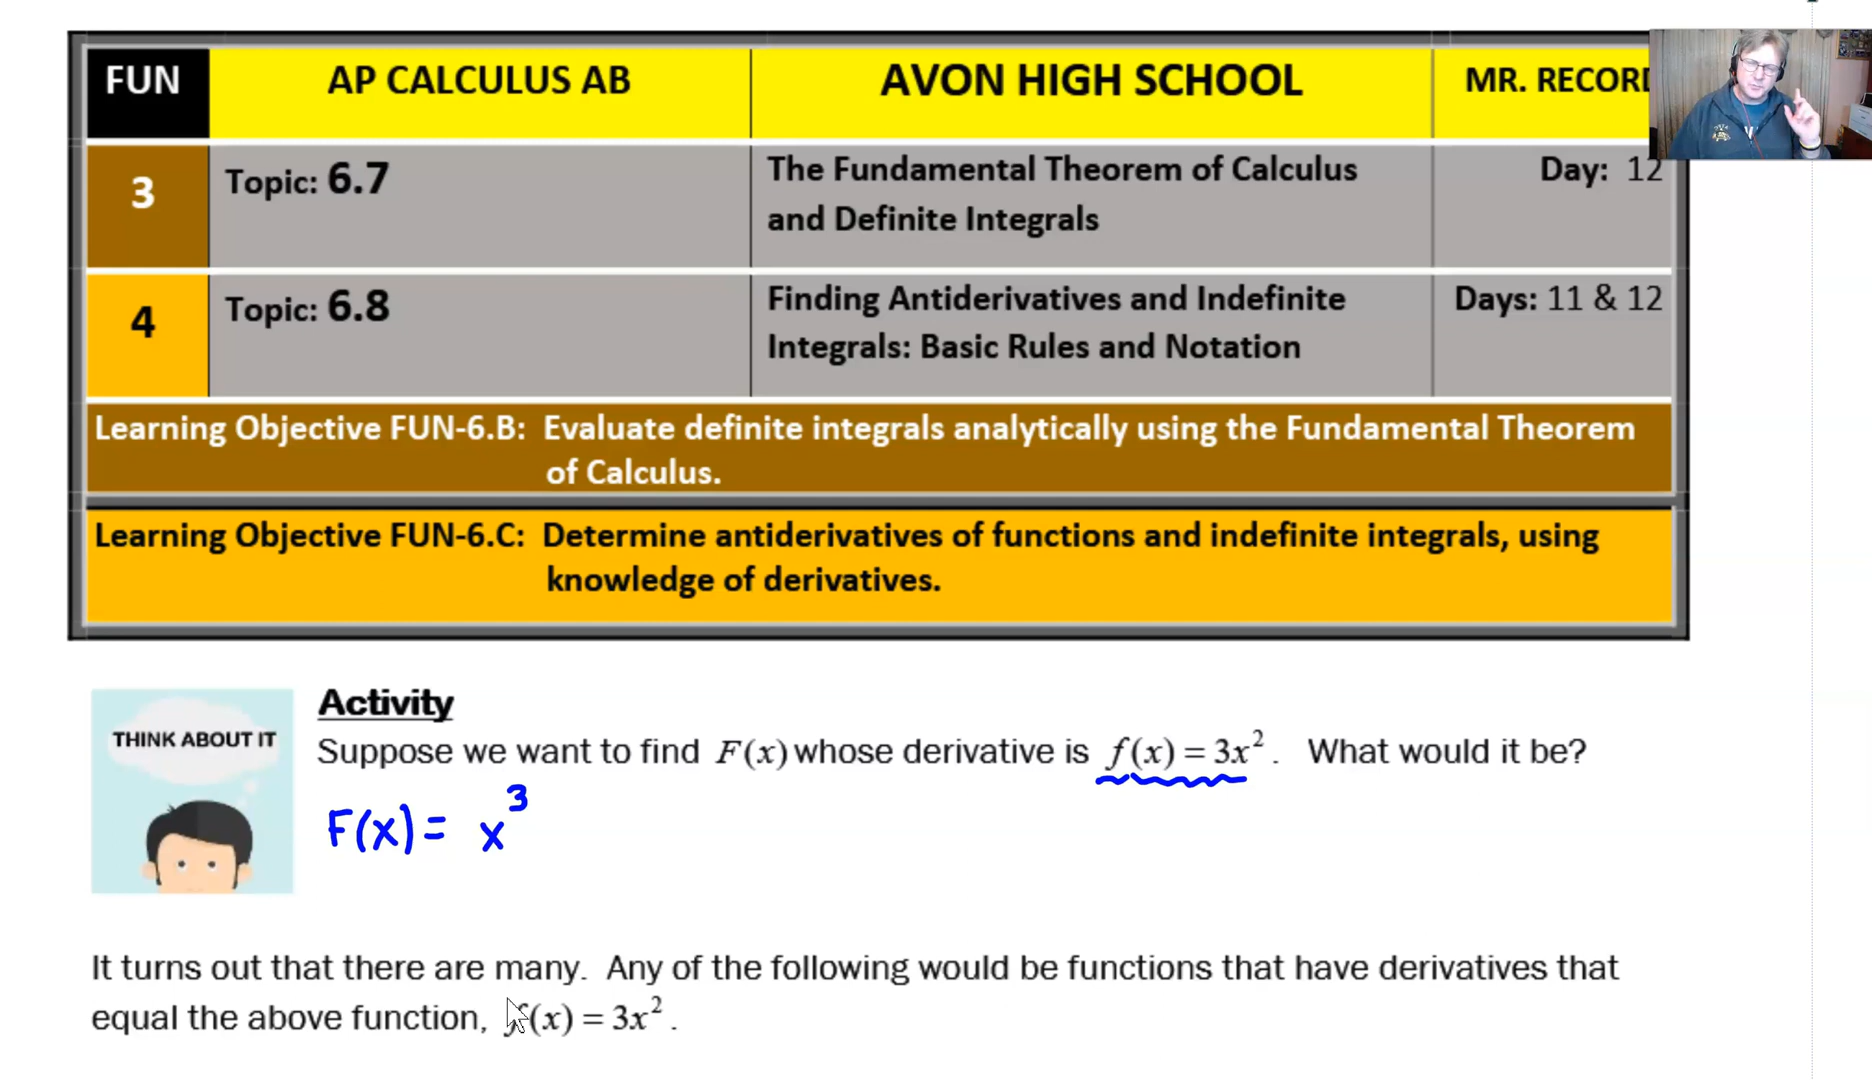 FUN AP CALCULUS AB AVON HIGH SCHOOL MR. RECORD
3 Topic: 6.7 The Fundamental Theorem of Calculus Day: 12
and Definite Integrals
4 Topic: 6.8 Finding Antiderivatives and Indefinite Days: 11 & 12
Integrals: Basic Rules and Notation
Learning Objective FUN-6.B: Evaluate definite integrals analytically using the Fundamental Theorem
of Calculus.
Learning Objective FUN-6.C: Determine antiderivatives of functions and indefinite integrals, using
knowledge of derivatives.
THINK ABOUT IT
Activity
Suppose we want to find F(x) whose derivative is f(x) = 3x². What would it be?
F(x) = x³
It turns out that there are many. Any of the following would be functions that have derivatives that
equal the above function, f(x) = 3x².